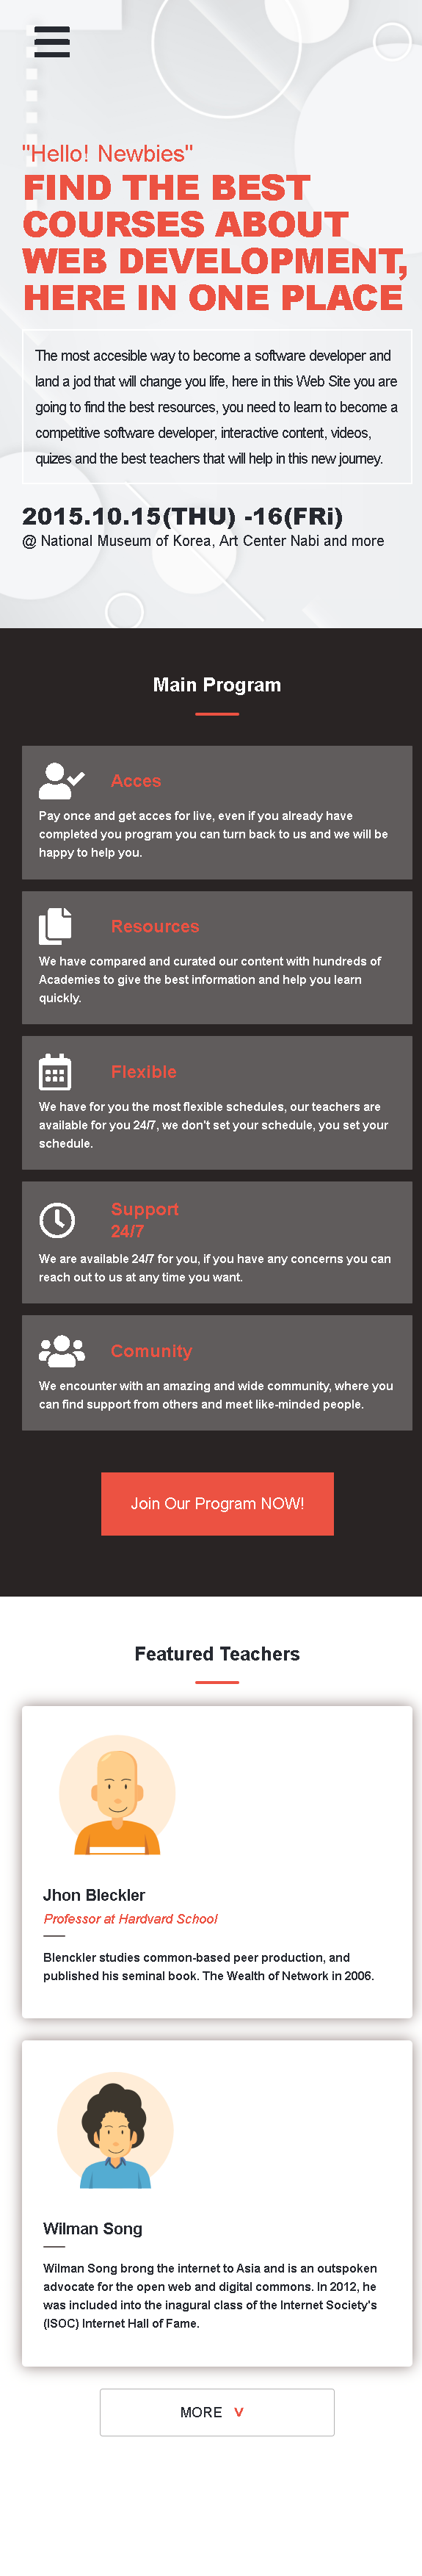 "Hello! Newbies"
FIND THE BEST
COURSES ABOUT
WEB DEVELOPMENT,
HERE IN ONE PLACE
The most accesible way to become a software developer and
land a jod that will change you life, here in this Web Site you are
going to find the best resources, you need to learn to become a
competitive software developer, interactive content, videos,
quizes and the best teachers that will help in this new journey.
2015.10.15(THU) -16(FRi)
@ National Museum of Korea, Art Center Nabi and more
Main Program
Acces
Pay once and get acces for live, even if you already have
completed you program you can turn back to us and we will be
happy to help you.
Resources
We have compared and curated our content with hundreds of
Academies to give the best information and help you learn
quickly.
Flexible
We have for you the most flexible schedules, our teachers are
available for you 24/7, we don't set your schedule, you set your
schedule.
Support
24/7
We are available 24/7 for you, if you have any concerns you can
reach out to us at any time you want.
Comunity
We encounter with an amazing and wide community, where you
can find support from others and meet like-minded people.
Join Our Program NOW!
Featured Teachers
Jhon Bleckler
Professor at Hardvard School
Blenckler studies common-based peer production, and
published his seminal book. The Wealth of Network in 2006.
Wilman Song
Wilman Song brong the internet to Asia and is an outspoken
advocate for the open web and digital commons. In 2012, he
was included into the inagural class of the Internet Society's
(ISOC) Internet Hall of Fame.
MORE V